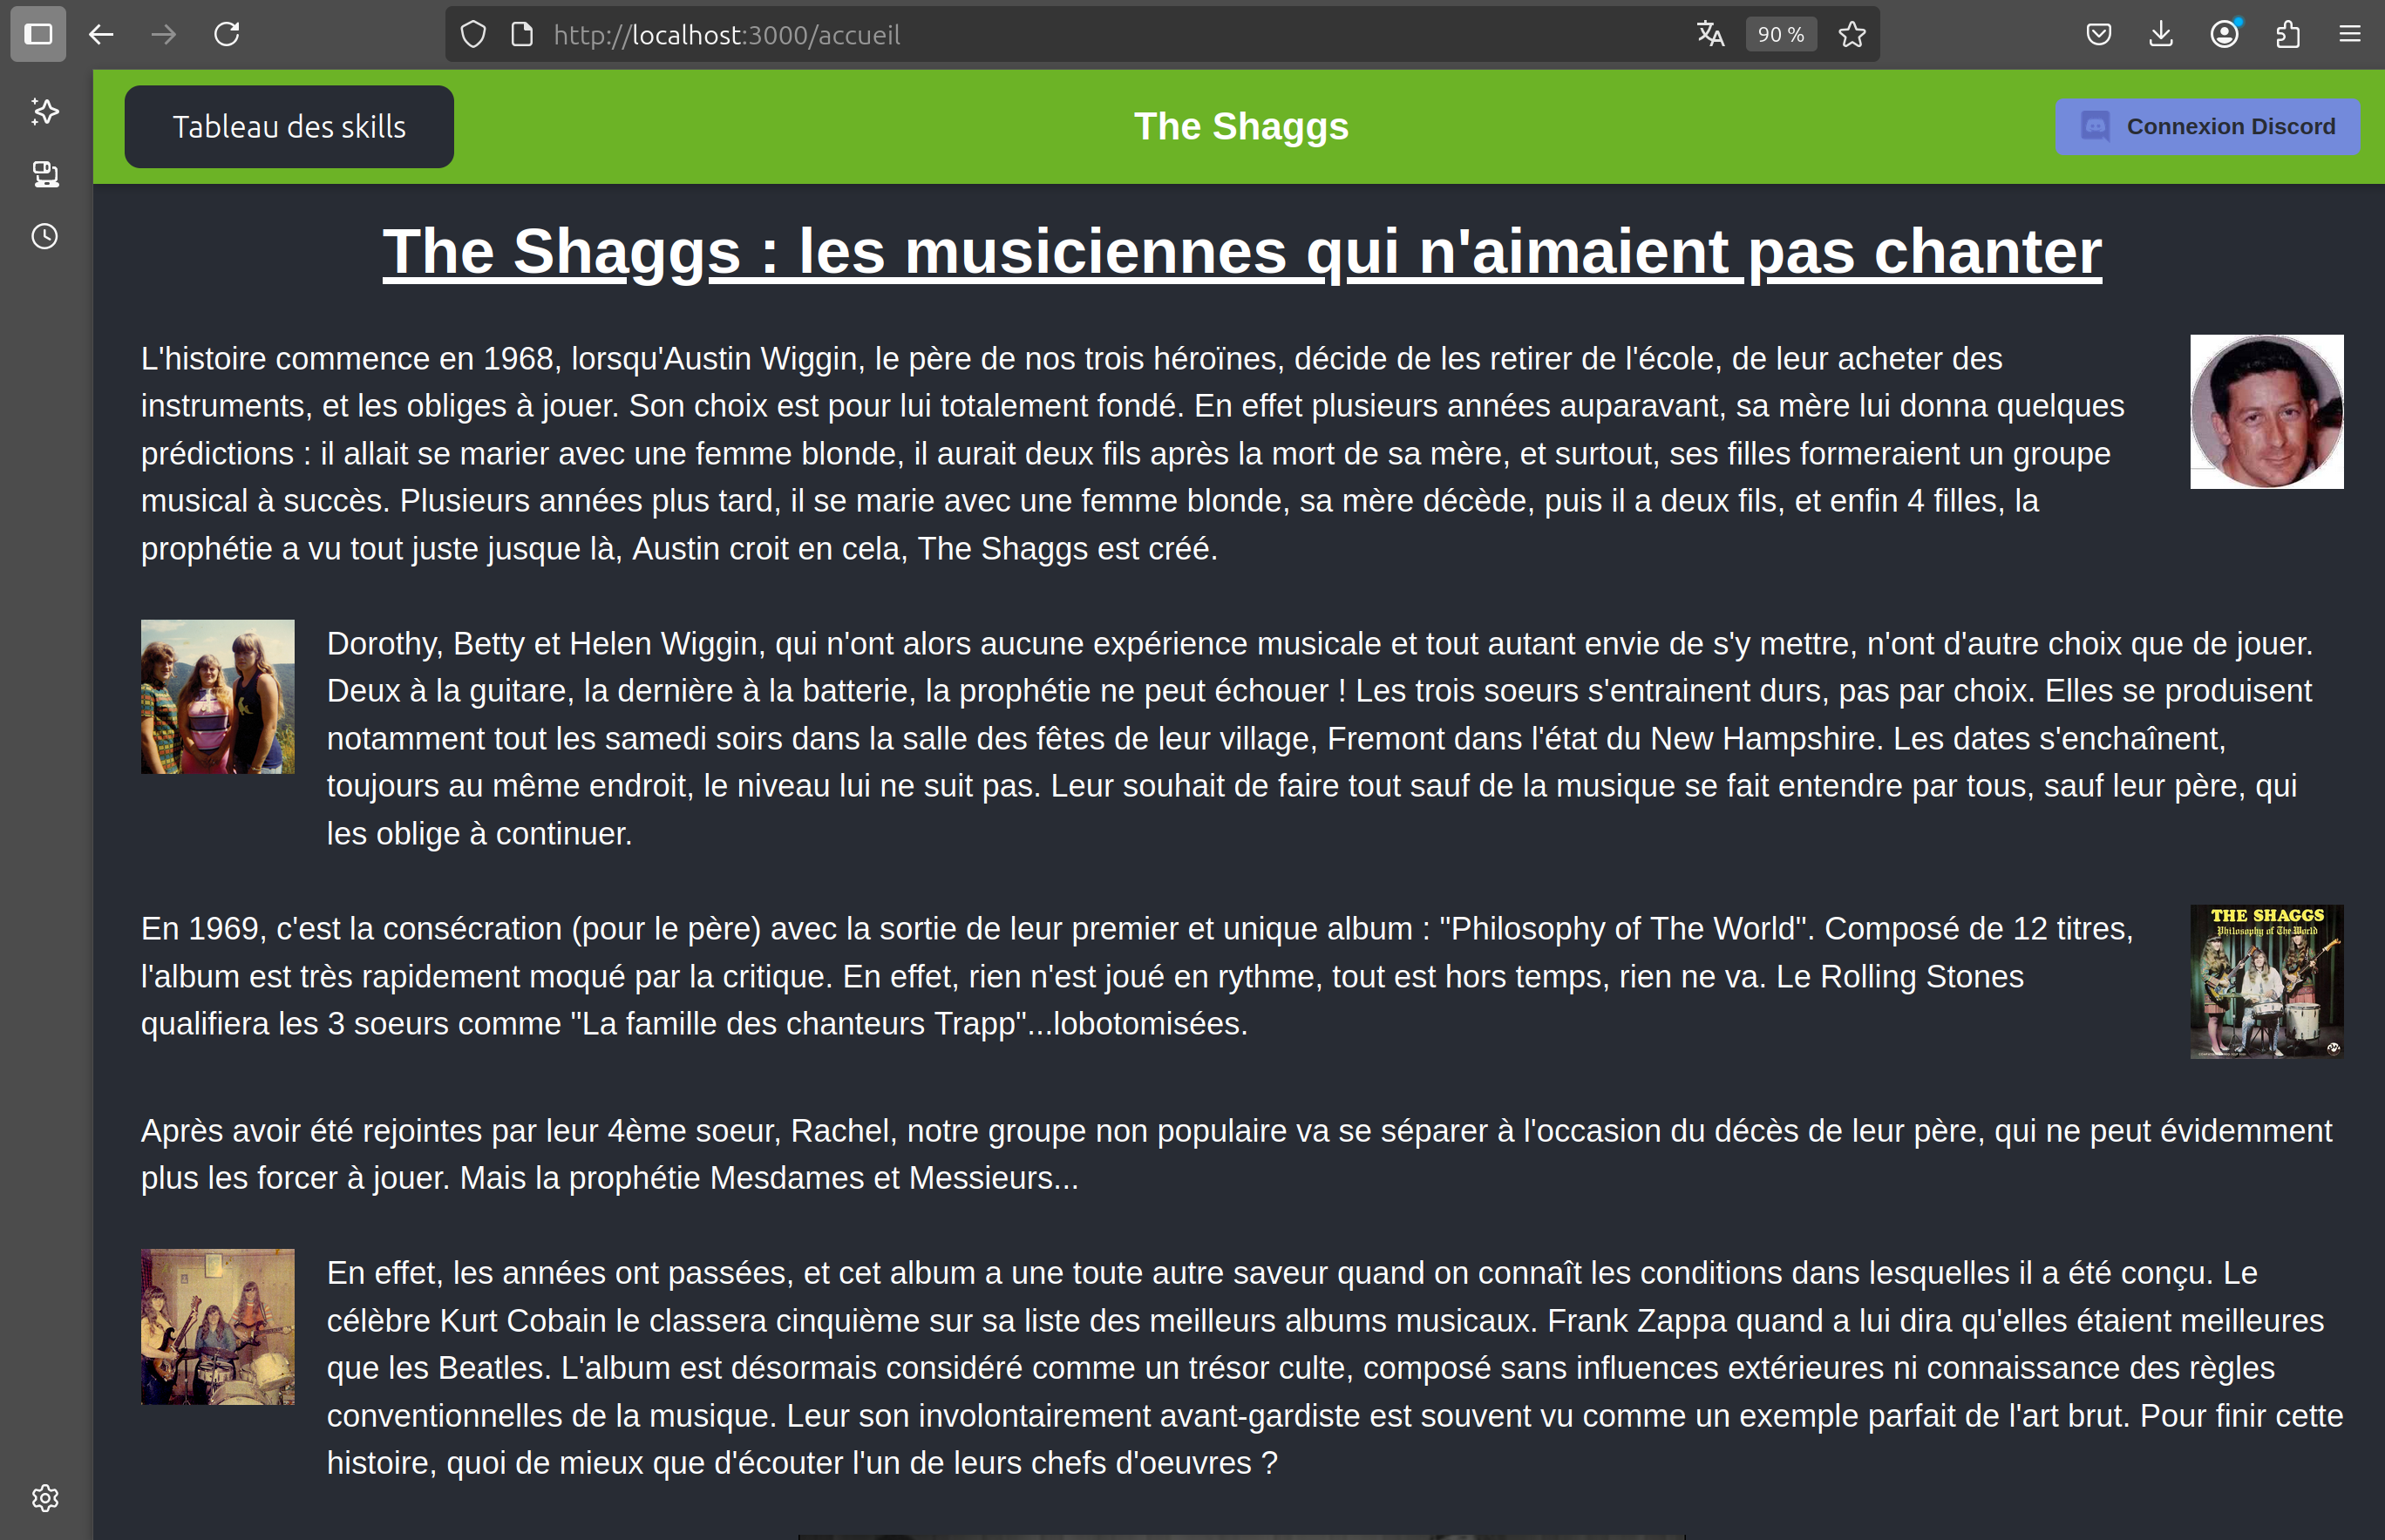 http://localhost:3000/accueil
90 %
Tableau des skills
The Shaggs
Connexion Discord
The Shaggs : les musiciennes qui n'aimaient pas chanter
L'histoire commence en 1968, lorsqu'Austin Wiggin, le père de nos trois héroïnes, décide de les retirer de l'école, de leur acheter des
instruments, et les obliges à jouer. Son choix est pour lui totalement fondé. En effet plusieurs années auparavant, sa mère lui donna quelques
prédictions : il allait se marier avec une femme blonde, il aurait deux fils après la mort de sa mère, et surtout, ses filles formeraient un groupe
musical à succès. Plusieurs années plus tard, il se marie avec une femme blonde, sa mère décède, puis il a deux fils, et enfin 4 filles, la
prophétie a vu tout juste jusque là, Austin croit en cela, The Shaggs est créé.
Dorothy, Betty et Helen Wiggin, qui n'ont alors aucune expérience musicale et tout autant envie de s'y mettre, n'ont d'autre choix que de jouer.
Deux à la guitare, la dernière à la batterie, la prophétie ne peut échouer ! Les trois soeurs s'entrainent durs, pas par choix. Elles se produisent
notamment tout les samedi soirs dans la salle des fêtes de leur village, Fremont dans l'état du New Hampshire. Les dates s'enchaînent,
toujours au même endroit, le niveau lui ne suit pas. Leur souhait de faire tout sauf de la musique se fait entendre par tous, sauf leur père, qui
les oblige à continuer.
En 1969, c'est la consécration (pour le père) avec la sortie de leur premier et unique album : "Philosophy of The World". Composé de 12 titres,
l'album est très rapidement moqué par la critique. En effet, rien n'est joué en rythme, tout est hors temps, rien ne va. Le Rolling Stones
qualifiera les 3 soeurs comme "La famille des chanteurs Trapp"...lobotomisées.
THE SHAGGS
Philosophy of The World
Après avoir été rejointes par leur 4ème soeur, Rachel, notre groupe non populaire va se séparer à l'occasion du décès de leur père, qui ne peut évidemment
plus les forcer à jouer. Mais la prophétie Mesdames et Messieurs...
En effet, les années ont passées, et cet album a une toute autre saveur quand on connaît les conditions dans lesquelles il a été conçu. Le
célèbre Kurt Cobain le classera cinquième sur sa liste des meilleurs albums musicaux. Frank Zappa quand a lui dira qu'elles étaient meilleures
que les Beatles. L'album est désormais considéré comme un trésor culte, composé sans influences extérieures ni connaissance des règles
conventionnelles de la musique. Leur son involontairement avant-gardiste est souvent vu comme un exemple parfait de l'art brut. Pour finir cette
histoire, quoi de mieux que d'écouter l'un de leurs chefs d'oeuvres ?